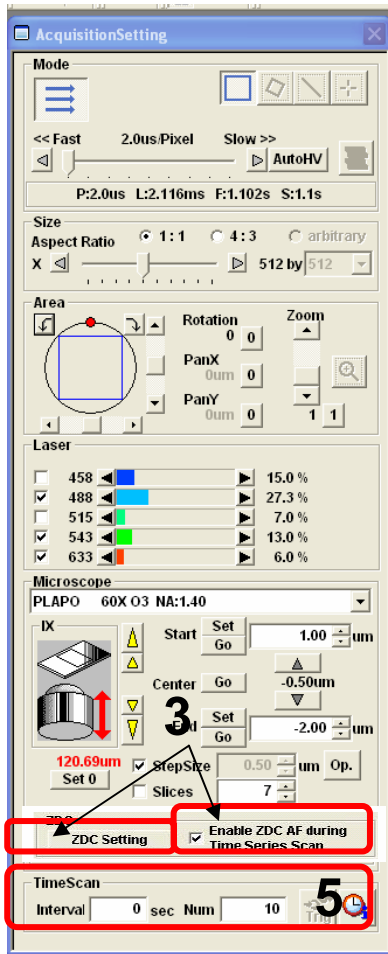 AcquisitionSetting
Mode
<< Fast 2.0us/Pixel Slow >>
AutoHV
P:2.0us L:2.116ms F:1.102s S:1.1s
Size
Aspect Ratio 1:1 4:3 arbitrary
X 512 by 512
Area
Rotation Zoom
0 0
PanX
0um 0
PanY
0um 0 1 1
Laser
458 15.0 %
488 27.3 %
515 7.0 %
543 13.0 %
633 6.0 %
Microscope
PLAPO 60X O3 NA:1.40
IX
Start Set 1.00 um
Go
Center Go -0.50um
3
End Set -2.00 um
Go
120.69um StepSize 0.50 um Op.
Set 0 Slices 7
ZDC
ZDC Setting Enable ZDC AF during
Time Series Scan
TimeScan
Interval 0 sec Num 10 Trig 5